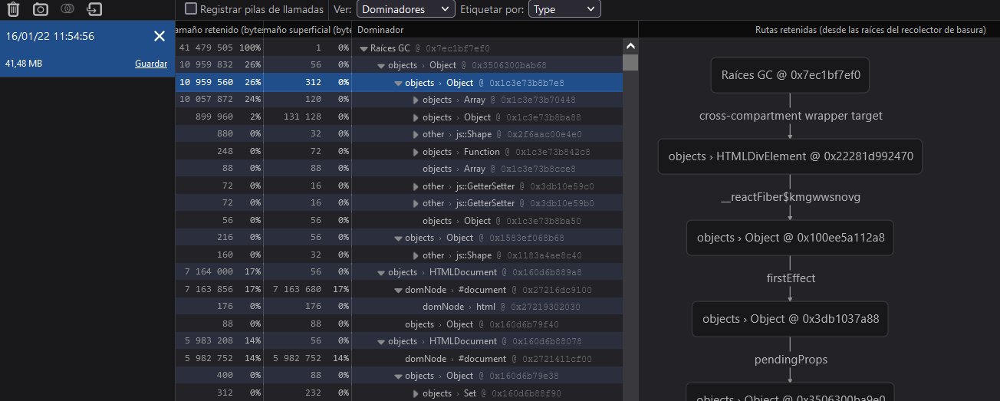 Registrar pilas de llamadas Ver: Dominadores Etiquetar por: Type
16/01/22 11:54:56
41,48 MB Guardar
amaño retenido (bytes maño superficial (byte Dominador
41 479 505 100% 1 0% Raíces GC @ 0x7ec1bf7ef0
10 959 832 26% 56 0% objects › Object @ 0x3506300bab68
10 959 560 26% 312 0% objects › Object @ 0x1c3e73b8b7e8
10 057 872 24% 120 0% objects › Array @ 0x1c3e73b70448
899 960 2% 131 128 0% objects › Object @ 0x1c3e73b8ba88
880 0% 32 0% other › js::Shape @ 0x2f6aac00e4e0
248 0% 72 0% objects › Function @ 0x1c3e73b842c8
88 0% 88 0% objects › Array @ 0x1c3e73b8cce8
72 0% 16 0% other › js::GetterSetter @ 0x3db10e59c0
72 0% 16 0% other › js::GetterSetter @ 0x3db10e59b0
56 0% 56 0% objects › Object @ 0x1c3e73b8ba50
216 0% 56 0% objects › Object @ 0x1583ef068b68
160 0% 32 0% other › js::Shape @ 0x1183a4ae8c40
7 164 000 17% 56 0% objects › HTMLDocument @ 0x160d6b889a8
7 163 856 17% 7 163 680 17% domNode › #document @ 0x27216dc9100
176 0% 176 0% domNode › html @ 0x27219302030
88 0% 88 0% objects › Object @ 0x160d6b79f40
5 983 208 14% 56 0% objects › HTMLDocument @ 0x160d6b88078
5 982 752 14% 5 982 752 14% domNode › #document @ 0x2721411cf00
400 0% 88 0% objects › Object @ 0x160d6b79e38
312 0% 232 0% objects › Set @ 0x160d6b88f90
Rutas retenidas (desde las raíces del recolector de basura)
Raíces GC @ 0x7ec1bf7ef0
cross-compartment wrapper target
objects › HTMLDivElement @ 0x22281d992470
__reactFiber$kmgwwsnovg
objects › Object @ 0x100ee5a112a8
firstEffect
objects › Object @ 0x3db1037a88
pendingProps
objects › Object @ 0x3506300ba9e0